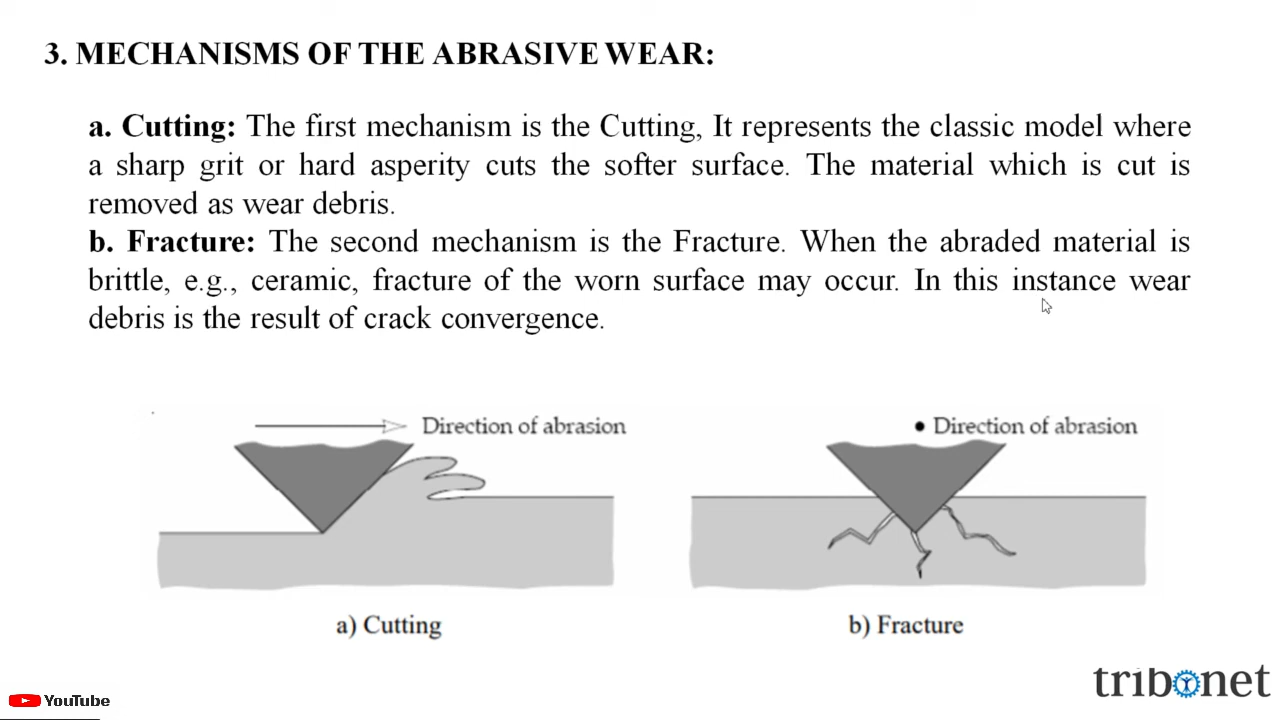 3. MECHANISMS OF THE ABRASIVE WEAR:
a. Cutting: The first mechanism is the Cutting, It represents the classic model where
a sharp grit or hard asperity cuts the softer surface. The material which is cut is
removed as wear debris.
b. Fracture: The second mechanism is the Fracture. When the abraded material is
brittle, e.g., ceramic, fracture of the worn surface may occur. In this instance wear
debris is the result of crack convergence.
Direction of abrasion
• Direction of abrasion
a) Cutting
b) Fracture
tribonet
YouTube